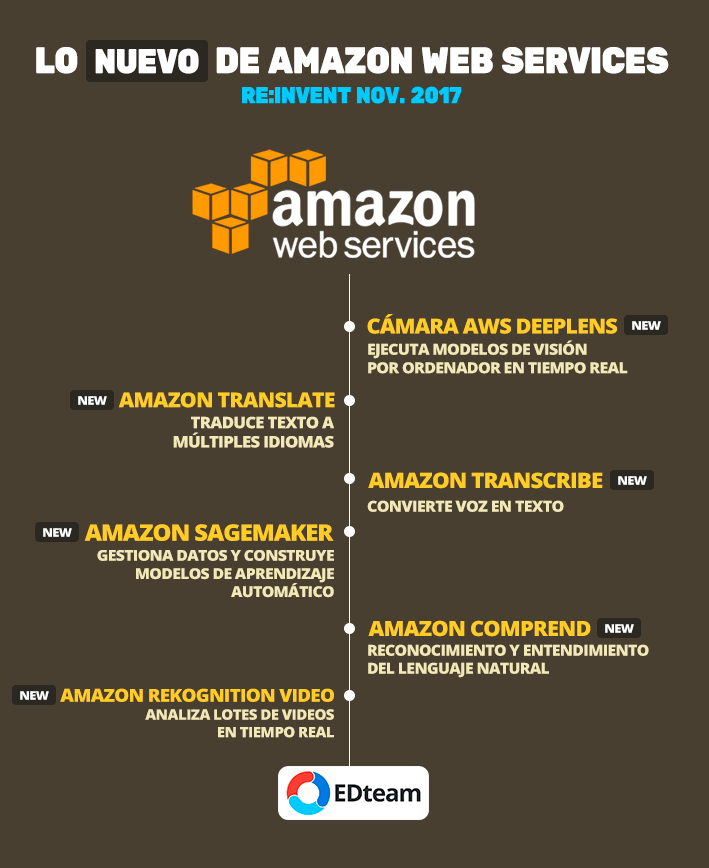 LO NUEVO DE AMAZON WEB SERVICES
RE:INVENT NOV. 2017
amazon
web services
CÁMARA AWS DEEPLENS NEW
EJECUTA MODELOS DE VISIÓN
POR ORDENADOR EN TIEMPO REAL
NEW AMAZON TRANSLATE
TRADUCE TEXTO A
MÚLTIPLES IDIOMAS
AMAZON TRANSCRIBE NEW
CONVIERTE VOZ EN TEXTO
NEW AMAZON SAGEMAKER
GESTIONA DATOS Y CONSTRUYE
MODELOS DE APRENDIZAJE
AUTOMÁTICO
AMAZON COMPREND NEW
RECONOCIMIENTO Y ENTENDIMIENTO
DEL LENGUAJE NATURAL
NEW AMAZON REKOGNITION VIDEO
ANALIZA LOTES DE VIDEOS
EN TIEMPO REAL
EDteam